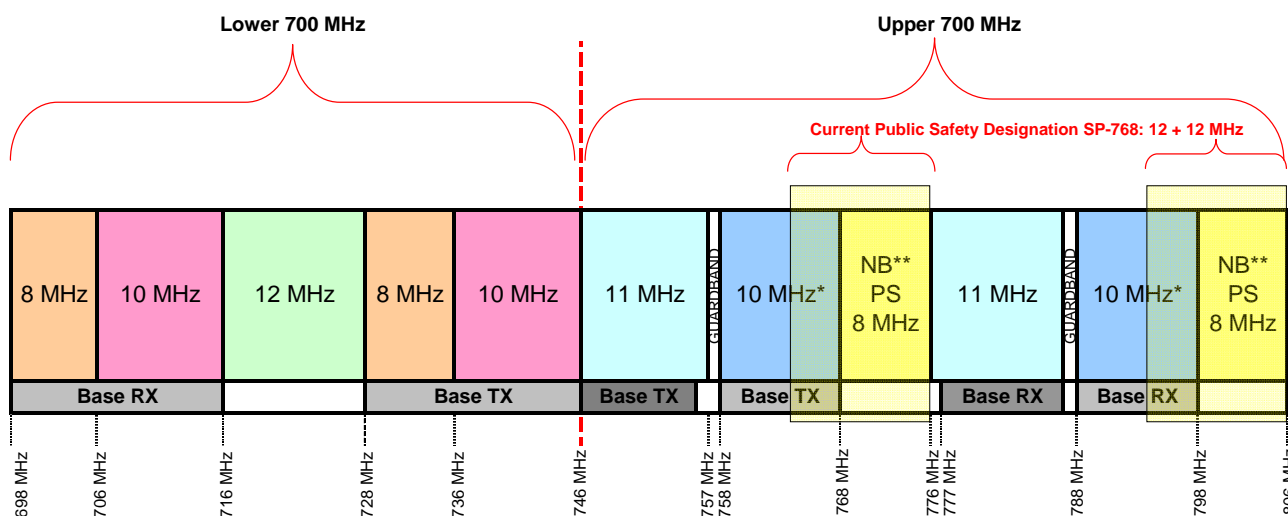 Lower 700 MHz
Upper 700 MHz
Current Public Safety Designation SP-768: 12 + 12 MHz
8 MHz
10 MHz
12 MHz
8 MHz
10 MHz
11 MHz
GUARDBAND
10 MHz*
NB**
PS
8 MHz
11 MHz
GUARDBAND
10 MHz*
NB**
PS
8 MHz
Base RX
Base TX
Base TX
Base TX
Base RX
Base RX
698 MHz
706 MHz
716 MHz
728 MHz
736 MHz
746 MHz
757 MHz
758 MHz
768 MHz
776 MHz
777 MHz
788 MHz
798 MHz
806 MHz